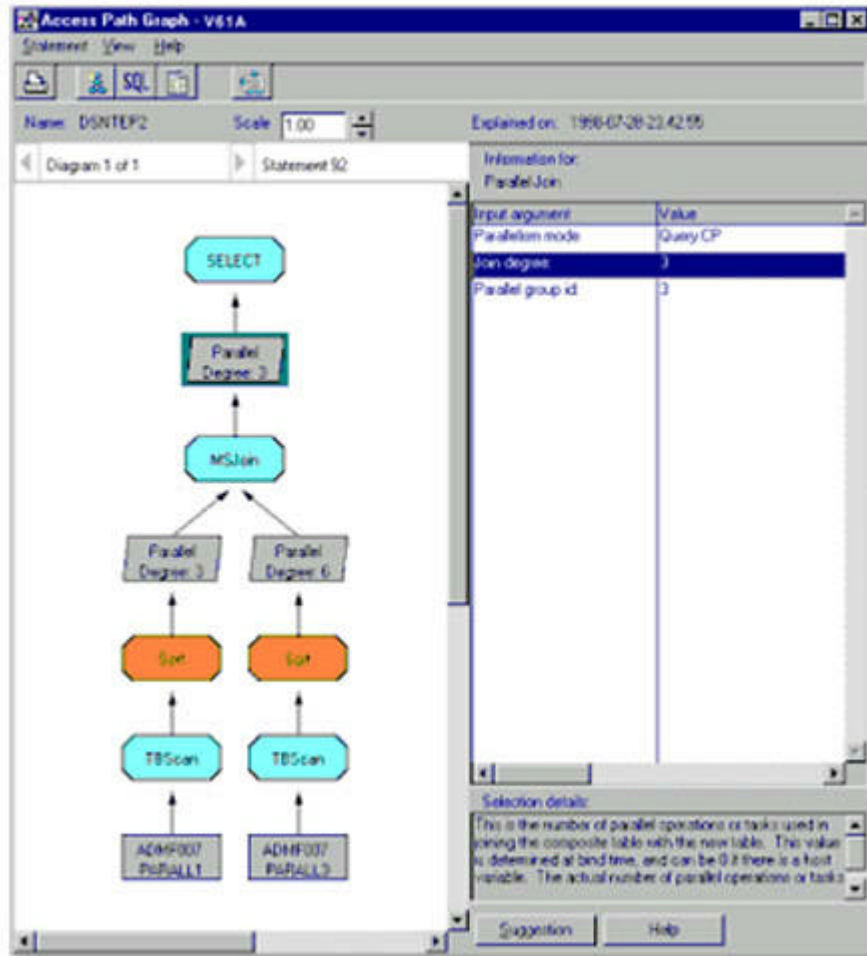 Access Path Graph - V61A
Statement View Help
SQL
Name: DSNTEP2
Scale 1.00
Explained on: 1998-07-28-23.42.55
Diagram 1 of 1
Statement 92
Information for:
Parallel Join
Input argument Value
Parallelism mode Query CP
Join degree 3
Parallel group id 3
SELECT
Parallel
Degree: 3
MSJoin
Parallel
Degree: 3
Parallel
Degree: 6
Sort
Sort
TBScan
TBScan
ADMF007
PARALL1
ADMF007
PARALL3
Selection details:
This is the number of parallel operations or tasks used in
joining the composite table with the new table. This value
is determined at bind time, and can be 0 if there is a host
variable. The actual number of parallel operations or tasks
Suggestion
Help